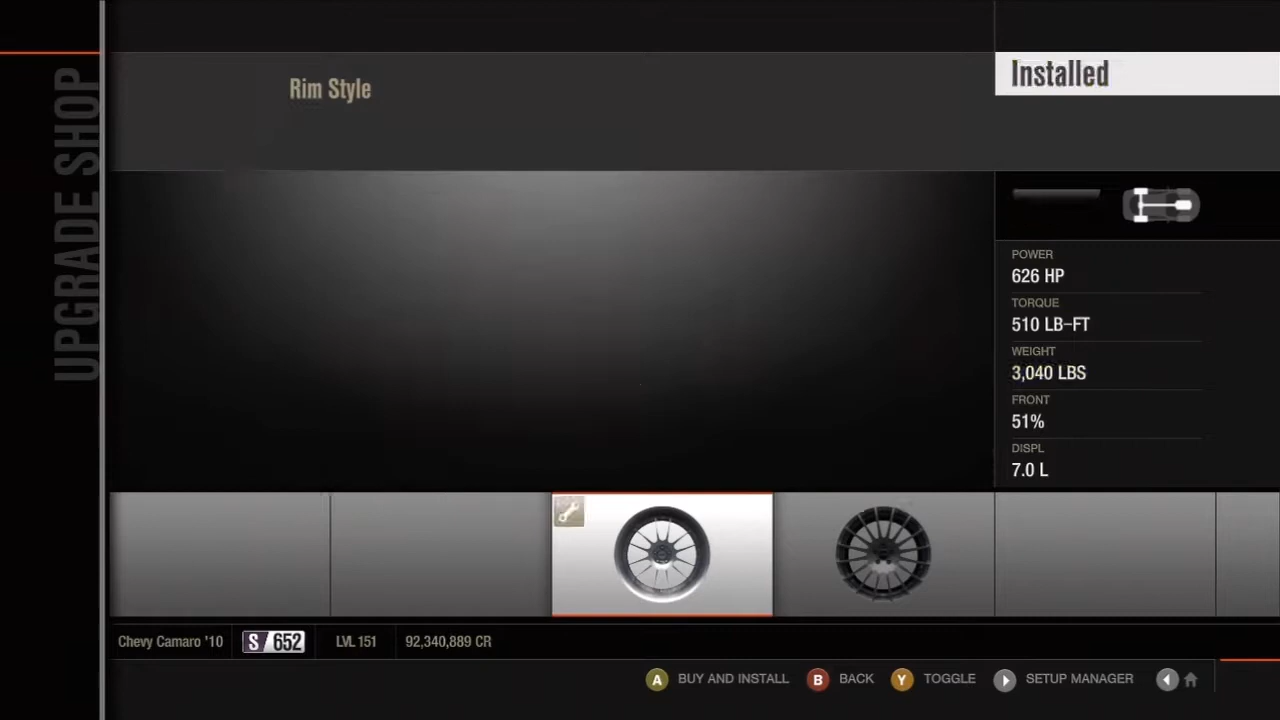 UPGRADE SHOP
Rim Style
Installed
POWER
626 HP
TORQUE
510 LB-FT
WEIGHT
3,040 LBS
FRONT
51%
DISPL
7.0 L
Chevy Camaro '10 S 652 LVL 151 92,340,889 CR
A BUY AND INSTALL B BACK Y TOGGLE SETUP MANAGER